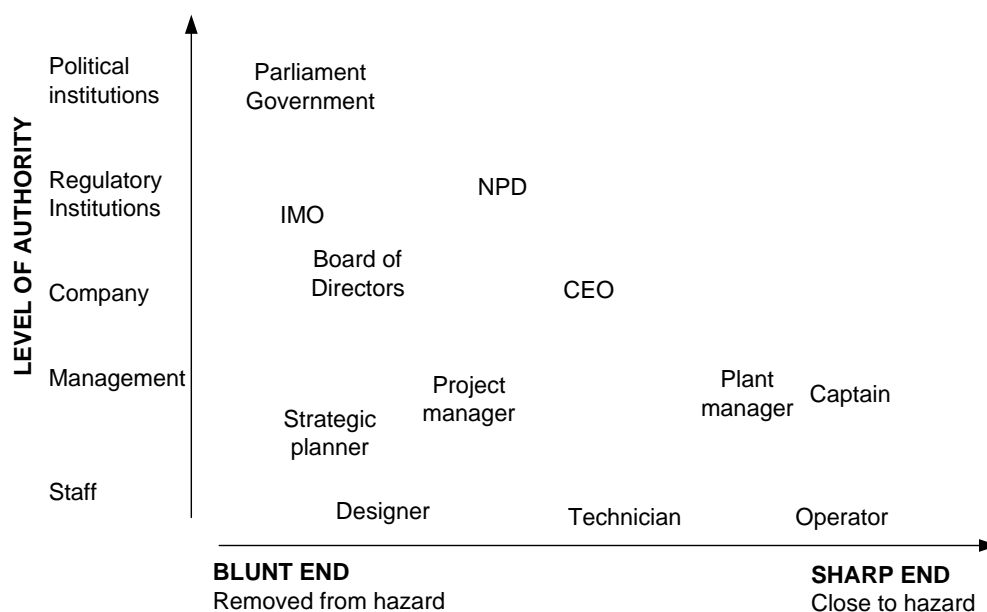 LEVEL OF AUTHORITY
Political
institutions
Parliament
Government
Regulatory
Institutions
NPD
IMO
Board of
Directors
Company
CEO
Management
Project
manager
Plant
manager
Captain
Strategic
planner
Staff
Designer
Technician
Operator
BLUNT END
Removed from hazard
SHARP END
Close to hazard